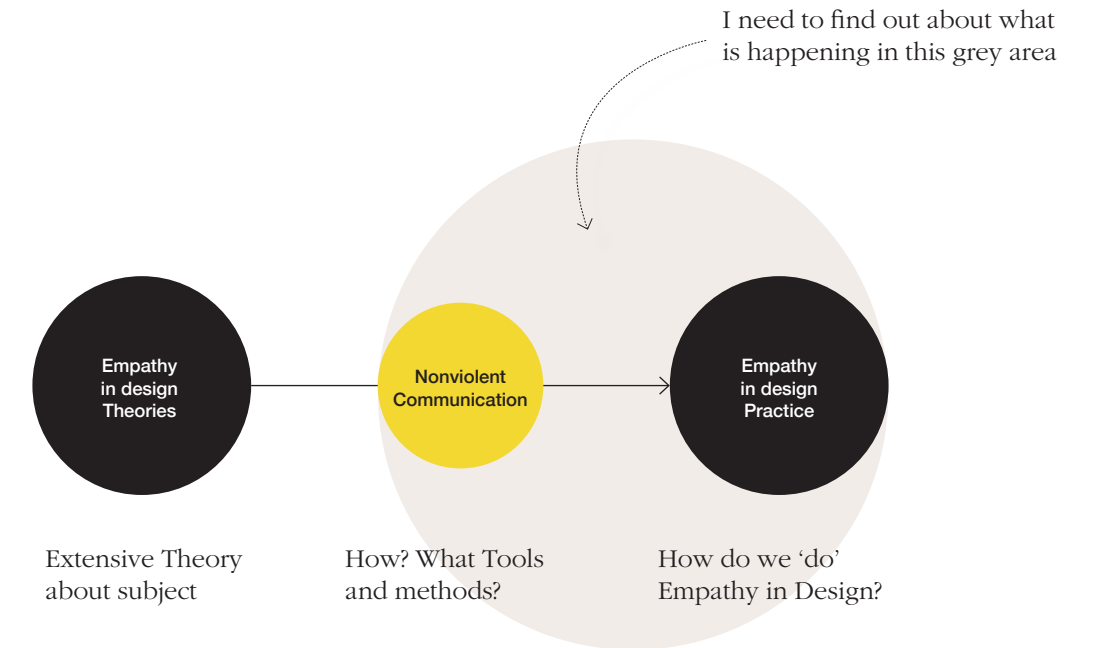 I need to find out about what
is happening in this grey area
Empathy
in design
Theories
Nonviolent
Communication
Empathy
in design
Practice
Extensive Theory
about subject
How? What Tools
and methods?
How do we ‘do’
Empathy in Design?